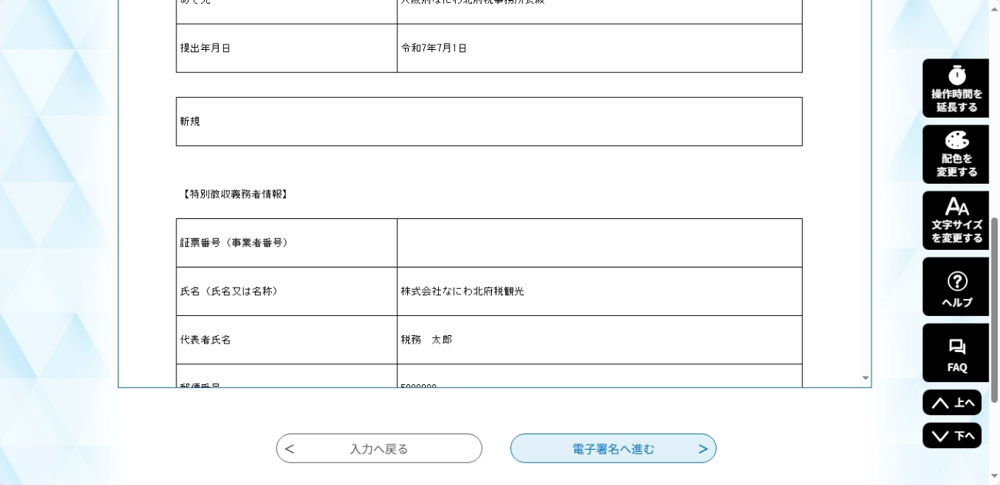 提出年月日 令和7年7月1日
新規
【特別徴収義務者情報】
証票番号（事業者番号）
氏名（氏名又は名称） 株式会社なにわ北府税観光
代表者氏名 税務　太郎
入力へ戻る
電子署名へ進む
操作時間を
延長する
配色を
変更する
文字サイズ
を変更する
ヘルプ
FAQ
上へ
下へ